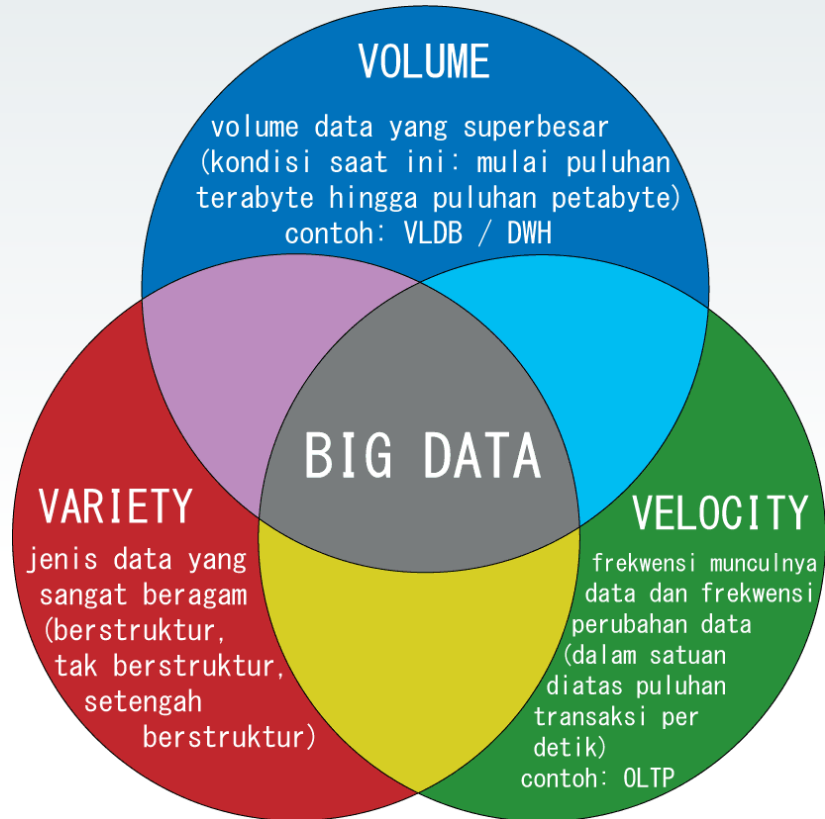 VOLUME
volume data yang superbesar
(kondisi saat ini: mulai puluhan
terabyte hingga puluhan petabyte)
contoh: VLDB / DWH
BIG DATA
VARIETY
jenis data yang
sangat beragam
(berstruktur,
tak berstruktur,
setengah
berstruktur)
VELOCITY
frekwensi munculnya
data dan frekwensi
perubahan data
(dalam satuan
diatas puluhan
transaksi per
detik)
contoh: OLTP